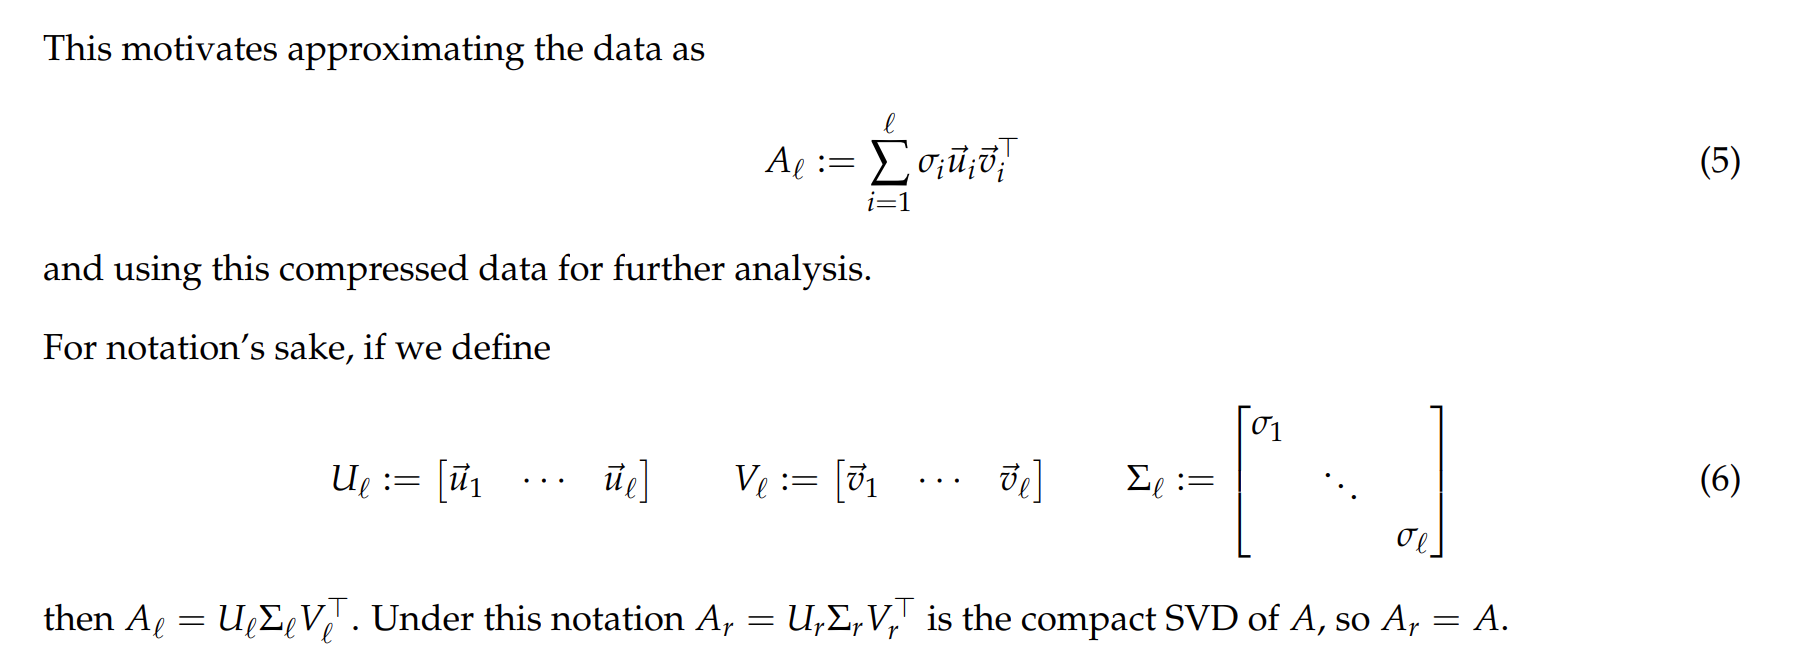 This motivates approximating the data as
$A_\ell := \sum_{i=1}^{\ell} \sigma_i \vec{u}_i \vec{v}_i^\top$ (5)
and using this compressed data for further analysis.
For notation’s sake, if we define
$U_\ell := \begin{bmatrix} \vec{u}_1 & \cdots & \vec{u}_\ell \end{bmatrix} \quad V_\ell := \begin{bmatrix} \vec{v}_1 & \cdots & \vec{v}_\ell \end{bmatrix} \quad \Sigma_\ell := \begin{bmatrix} \sigma_1 & & \\ & \ddots & \\ & & \sigma_\ell \end{bmatrix}$ (6)
then $A_\ell = U_\ell \Sigma_\ell V_\ell^\top$. Under this notation $A_r = U_r \Sigma_r V_r^\top$ is the compact SVD of $A$, so $A_r = A$.